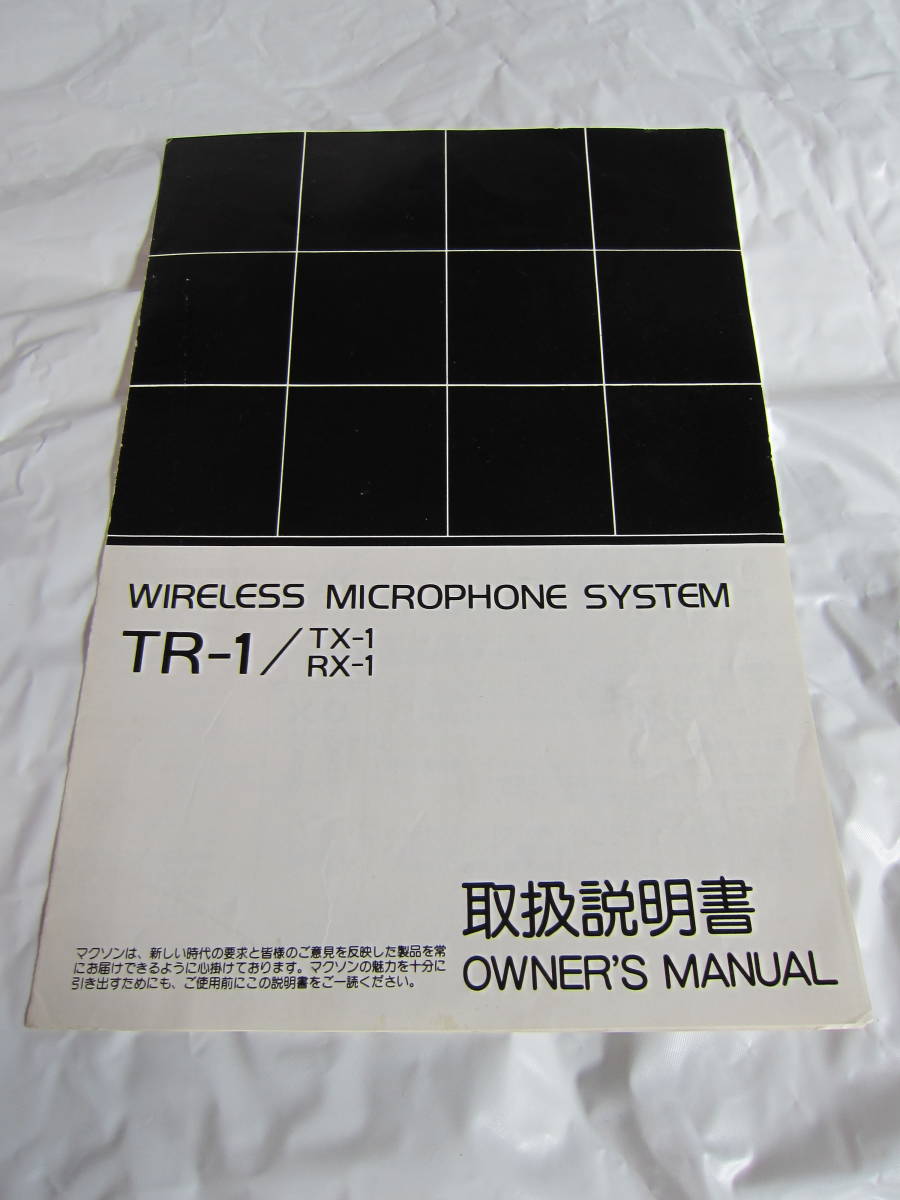 WIRELESS MICROPHONE SYSTEM
TR-1/TX-1
RX-1
取扱説明書
OWNER'S MANUAL
マクソンは、新しい時代の要求と皆様のご意見を反映した製品を常
にお届けできるように心掛けております。マクソンの魅力を十分に
引き出すためにも、ご使用前にこの説明書をご一読ください。